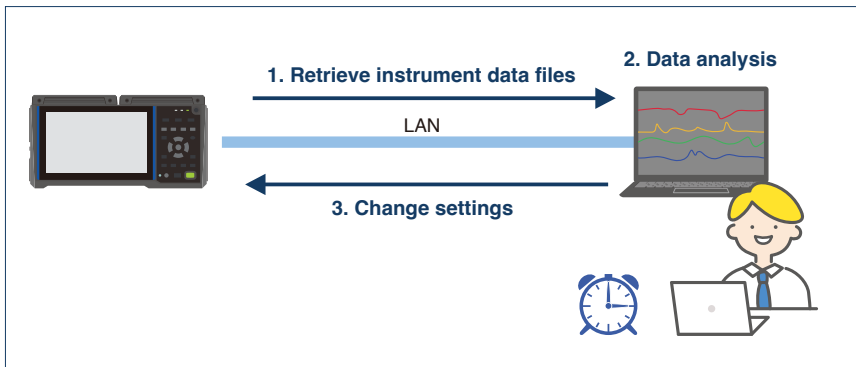 1. Retrieve instrument data files
2. Data analysis
LAN
3. Change settings